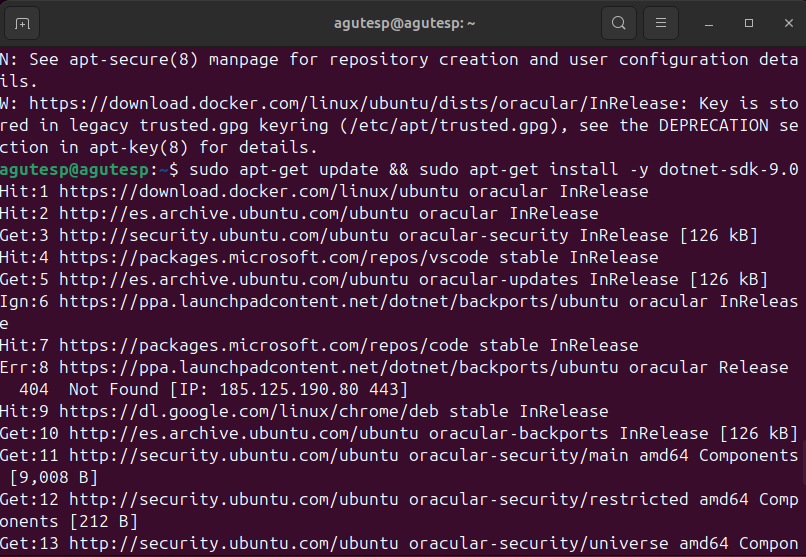 agutesp@agutesp: ~
N: See apt-secure(8) manpage for repository creation and user configuration deta
ils.
W: https://download.docker.com/linux/ubuntu/dists/oracular/InRelease: Key is sto
red in legacy trusted.gpg keyring (/etc/apt/trusted.gpg), see the DEPRECATION se
ction in apt-key(8) for details.
agutesp@agutesp:~$ sudo apt-get update && sudo apt-get install -y dotnet-sdk-9.0
Hit:1 https://download.docker.com/linux/ubuntu oracular InRelease
Hit:2 http://es.archive.ubuntu.com/ubuntu oracular InRelease
Get:3 http://security.ubuntu.com/ubuntu oracular-security InRelease [126 kB]
Hit:4 https://packages.microsoft.com/repos/vscode stable InRelease
Get:5 http://es.archive.ubuntu.com/ubuntu oracular-updates InRelease [126 kB]
Ign:6 https://ppa.launchpadcontent.net/dotnet/backports/ubuntu oracular InReleas
e
Hit:7 https://packages.microsoft.com/repos/code stable InRelease
Err:8 https://ppa.launchpadcontent.net/dotnet/backports/ubuntu oracular Release
  404  Not Found [IP: 185.125.190.80 443]
Hit:9 https://dl.google.com/linux/chrome/deb stable InRelease
Get:10 http://es.archive.ubuntu.com/ubuntu oracular-backports InRelease [126 kB]
Get:11 http://security.ubuntu.com/ubuntu oracular-security/main amd64 Components
 [9,008 B]
Get:12 http://security.ubuntu.com/ubuntu oracular-security/restricted amd64 Comp
onents [212 B]
Get:13 http://security.ubuntu.com/ubuntu oracular-security/universe amd64 Compon